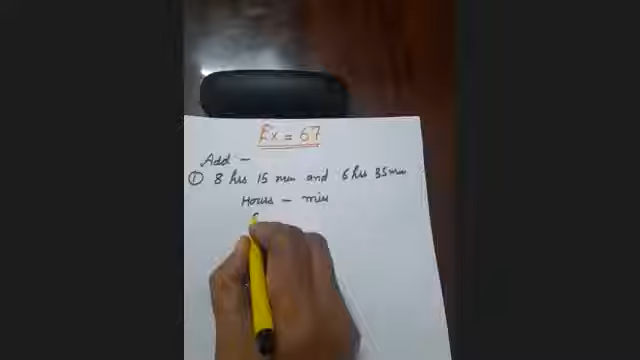 Ex = 67
Add -
① 8 hrs 15 min and 6 hrs 35 min
Hours - min